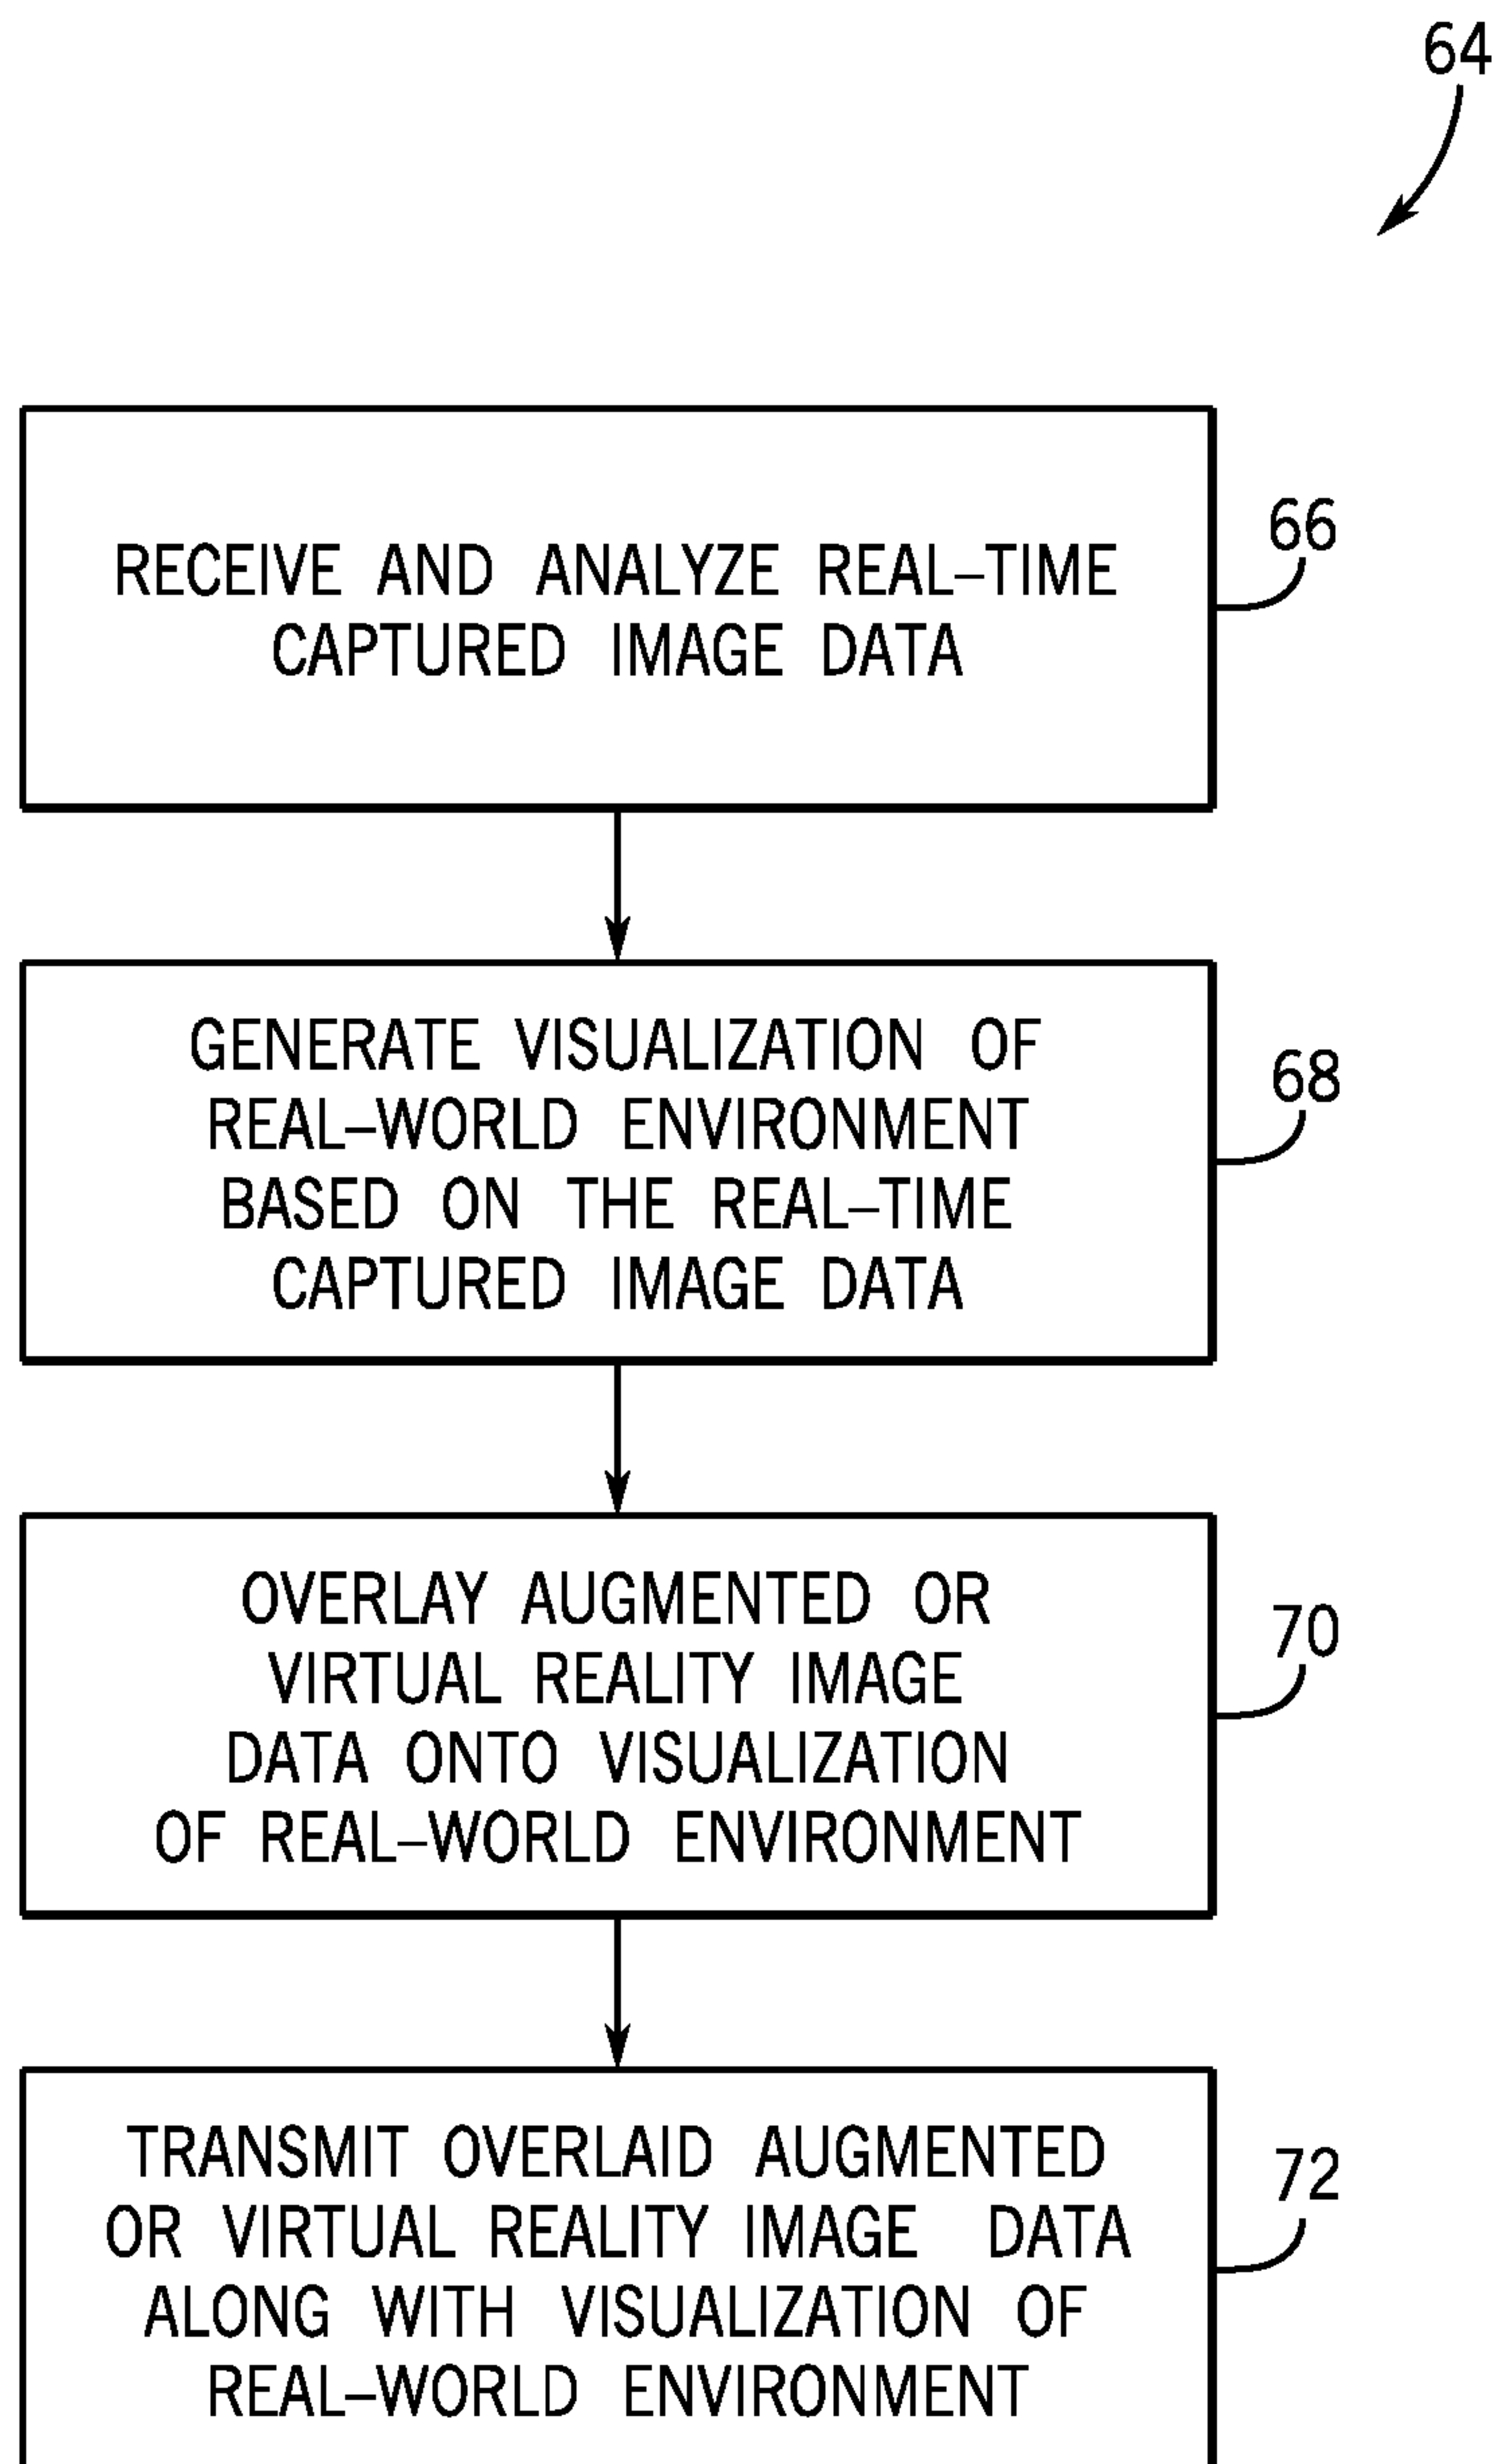 64
RECEIVE AND ANALYZE REAL–TIME
CAPTURED IMAGE DATA
66
GENERATE VISUALIZATION OF
REAL–WORLD ENVIRONMENT
BASED ON THE REAL–TIME
CAPTURED IMAGE DATA
68
OVERLAY AUGMENTED OR
VIRTUAL REALITY IMAGE
DATA ONTO VISUALIZATION
OF REAL–WORLD ENVIRONMENT
70
TRANSMIT OVERLAID AUGMENTED
OR VIRTUAL REALITY IMAGE DATA
ALONG WITH VISUALIZATION OF
REAL–WORLD ENVIRONMENT
72